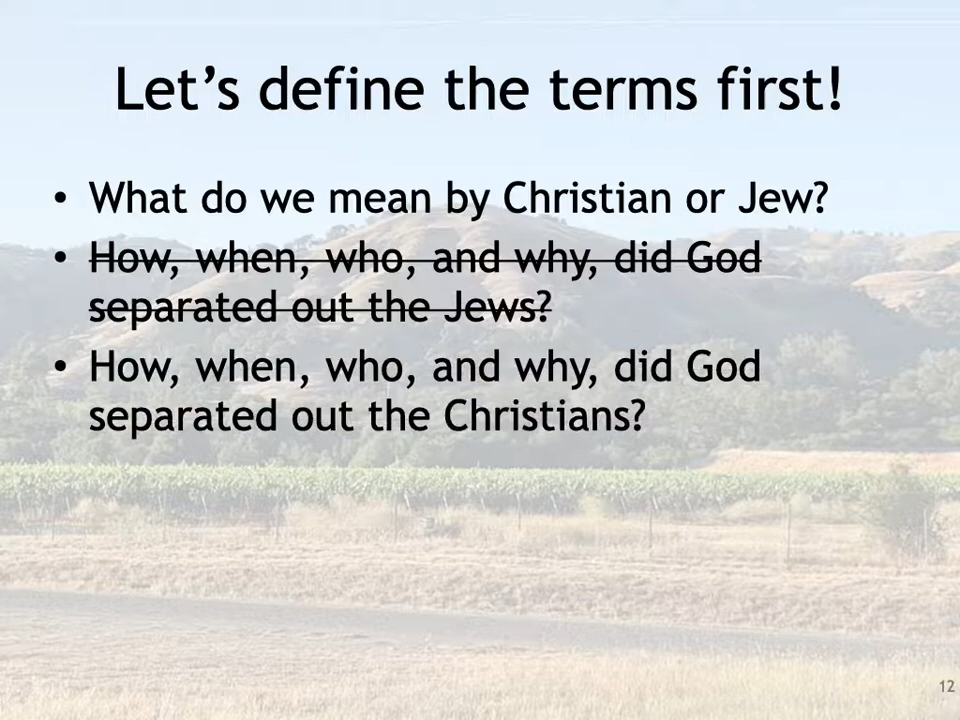 Let’s define the terms first!
• What do we mean by Christian or Jew?
• How, when, who, and why, did God
separated out the Jews?
• How, when, who, and why, did God
separated out the Christians?
12